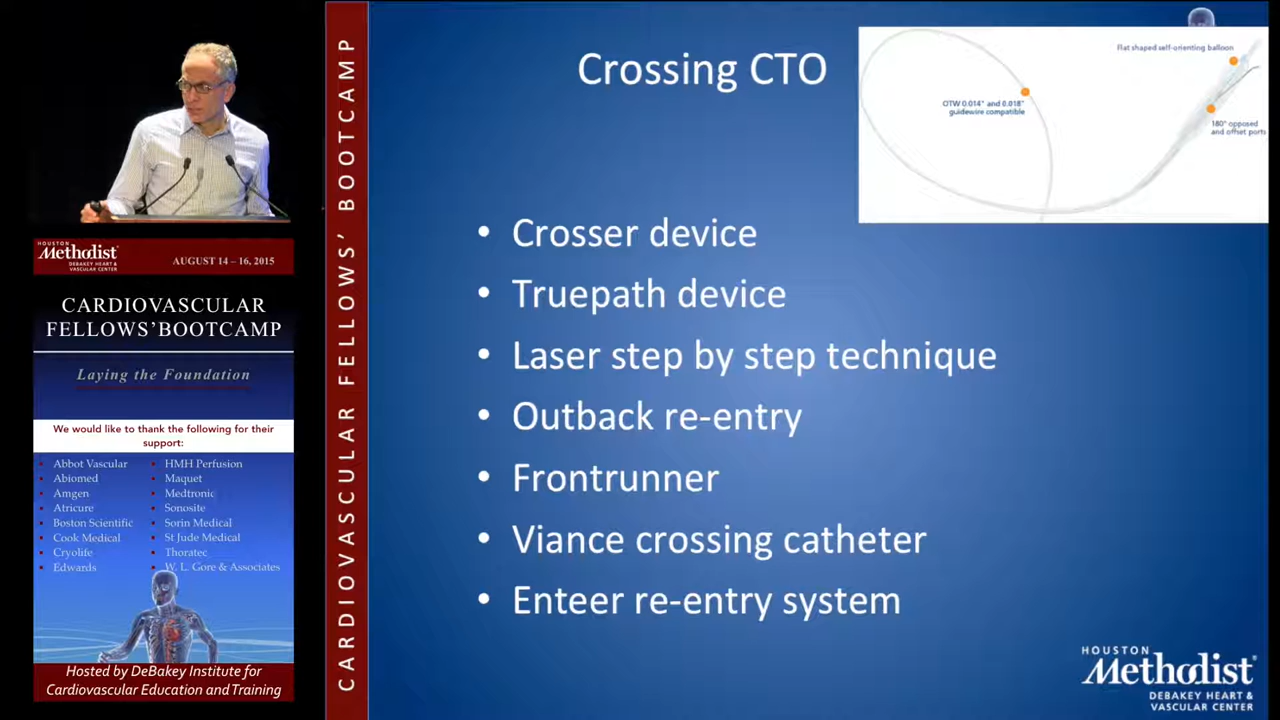 HOUSTON
Methodist
DEBAKEY HEART &
VASCULAR CENTER
AUGUST 14 – 16, 2015
CARDIOVASCULAR
FELLOWS’BOOTCAMP
Laying the Foundation
We would like to thank the following for their
support:
Abbot Vascular
Abiomed
Amgen
Atricure
Boston Scientific
Cook Medical
Cryolife
Edwards
HMH Perfusion
Maquet
Medtronic
Sonosite
Sorin Medical
St Jude Medical
Thoratec
W. L. Gore & Associates
Hosted by DeBakey Institute for
Cardiovascular Education and Training
CARDIOVASCULAR FELLOWS’ BOOTCAMP
Crossing CTO
Flat shaped self-orienting balloon
OTW 0.014" and 0.018"
guidewire compatible
180° opposed
and offset ports
• Crosser device
• Truepath device
• Laser step by step technique
• Outback re-entry
• Frontrunner
• Viance crossing catheter
• Enteer re-entry system
HOUSTON
Methodist
DEBAKEY HEART &
VASCULAR CENTER